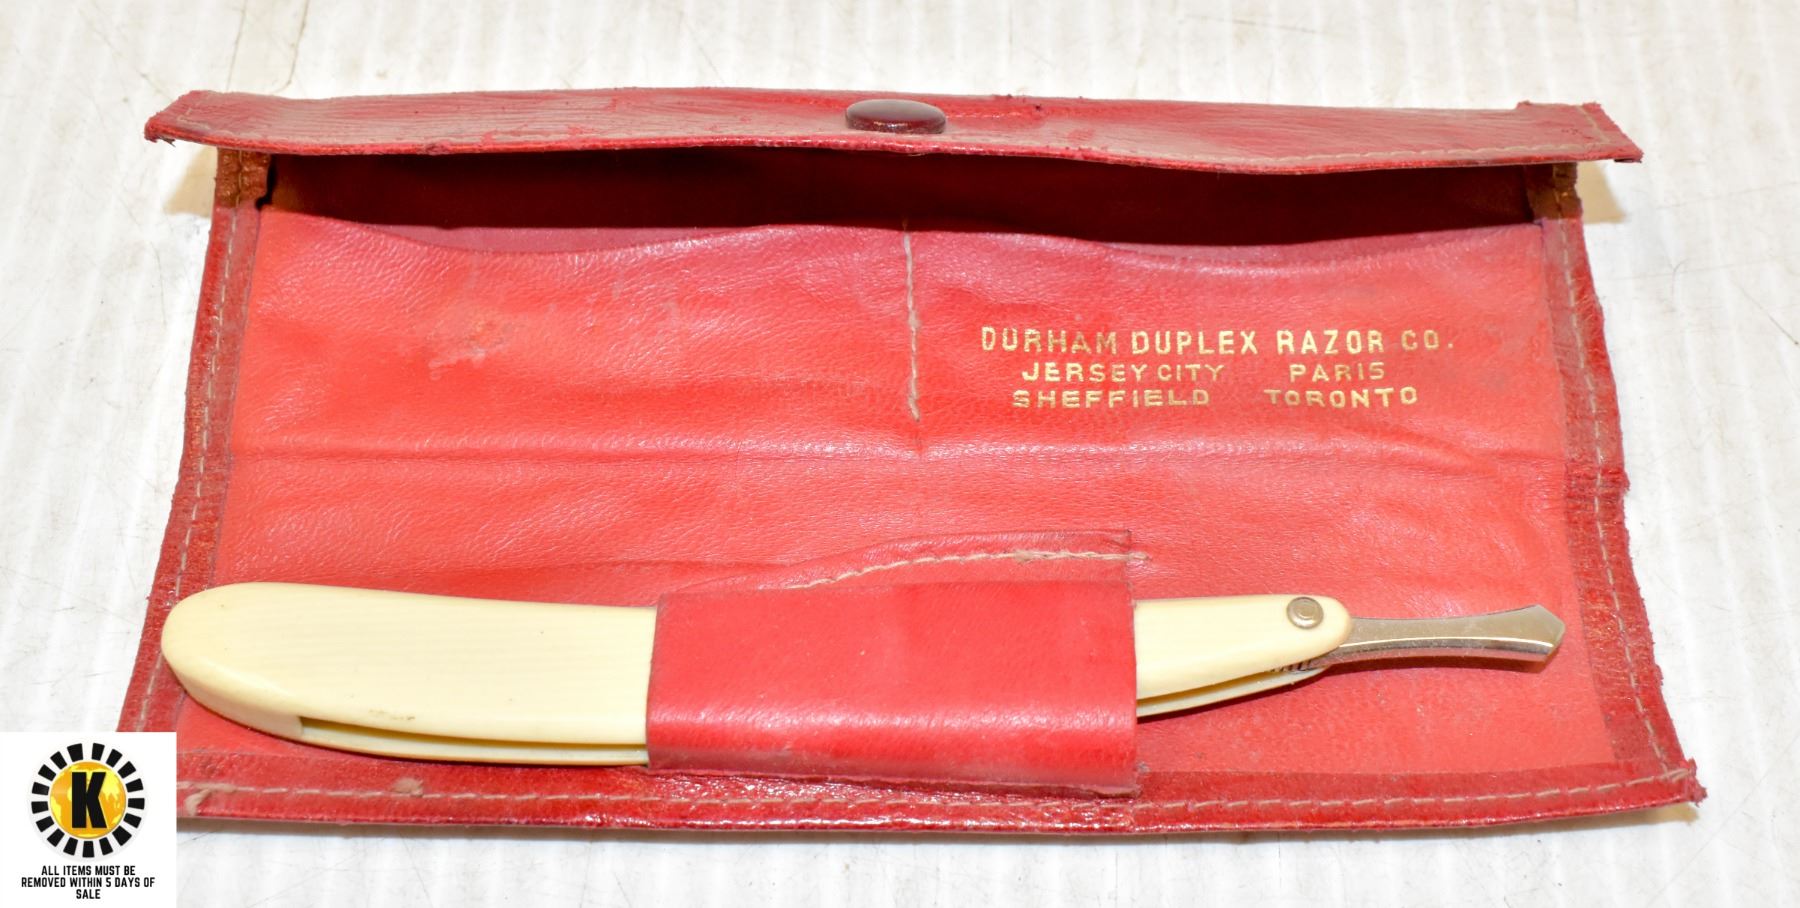 DURHAM DUPLEX RAZOR CO.
JERSEY CITY PARIS
SHEFFIELD TORONTO
K
ALL ITEMS MUST BE
REMOVED WITHIN 5 DAYS OF
SALE